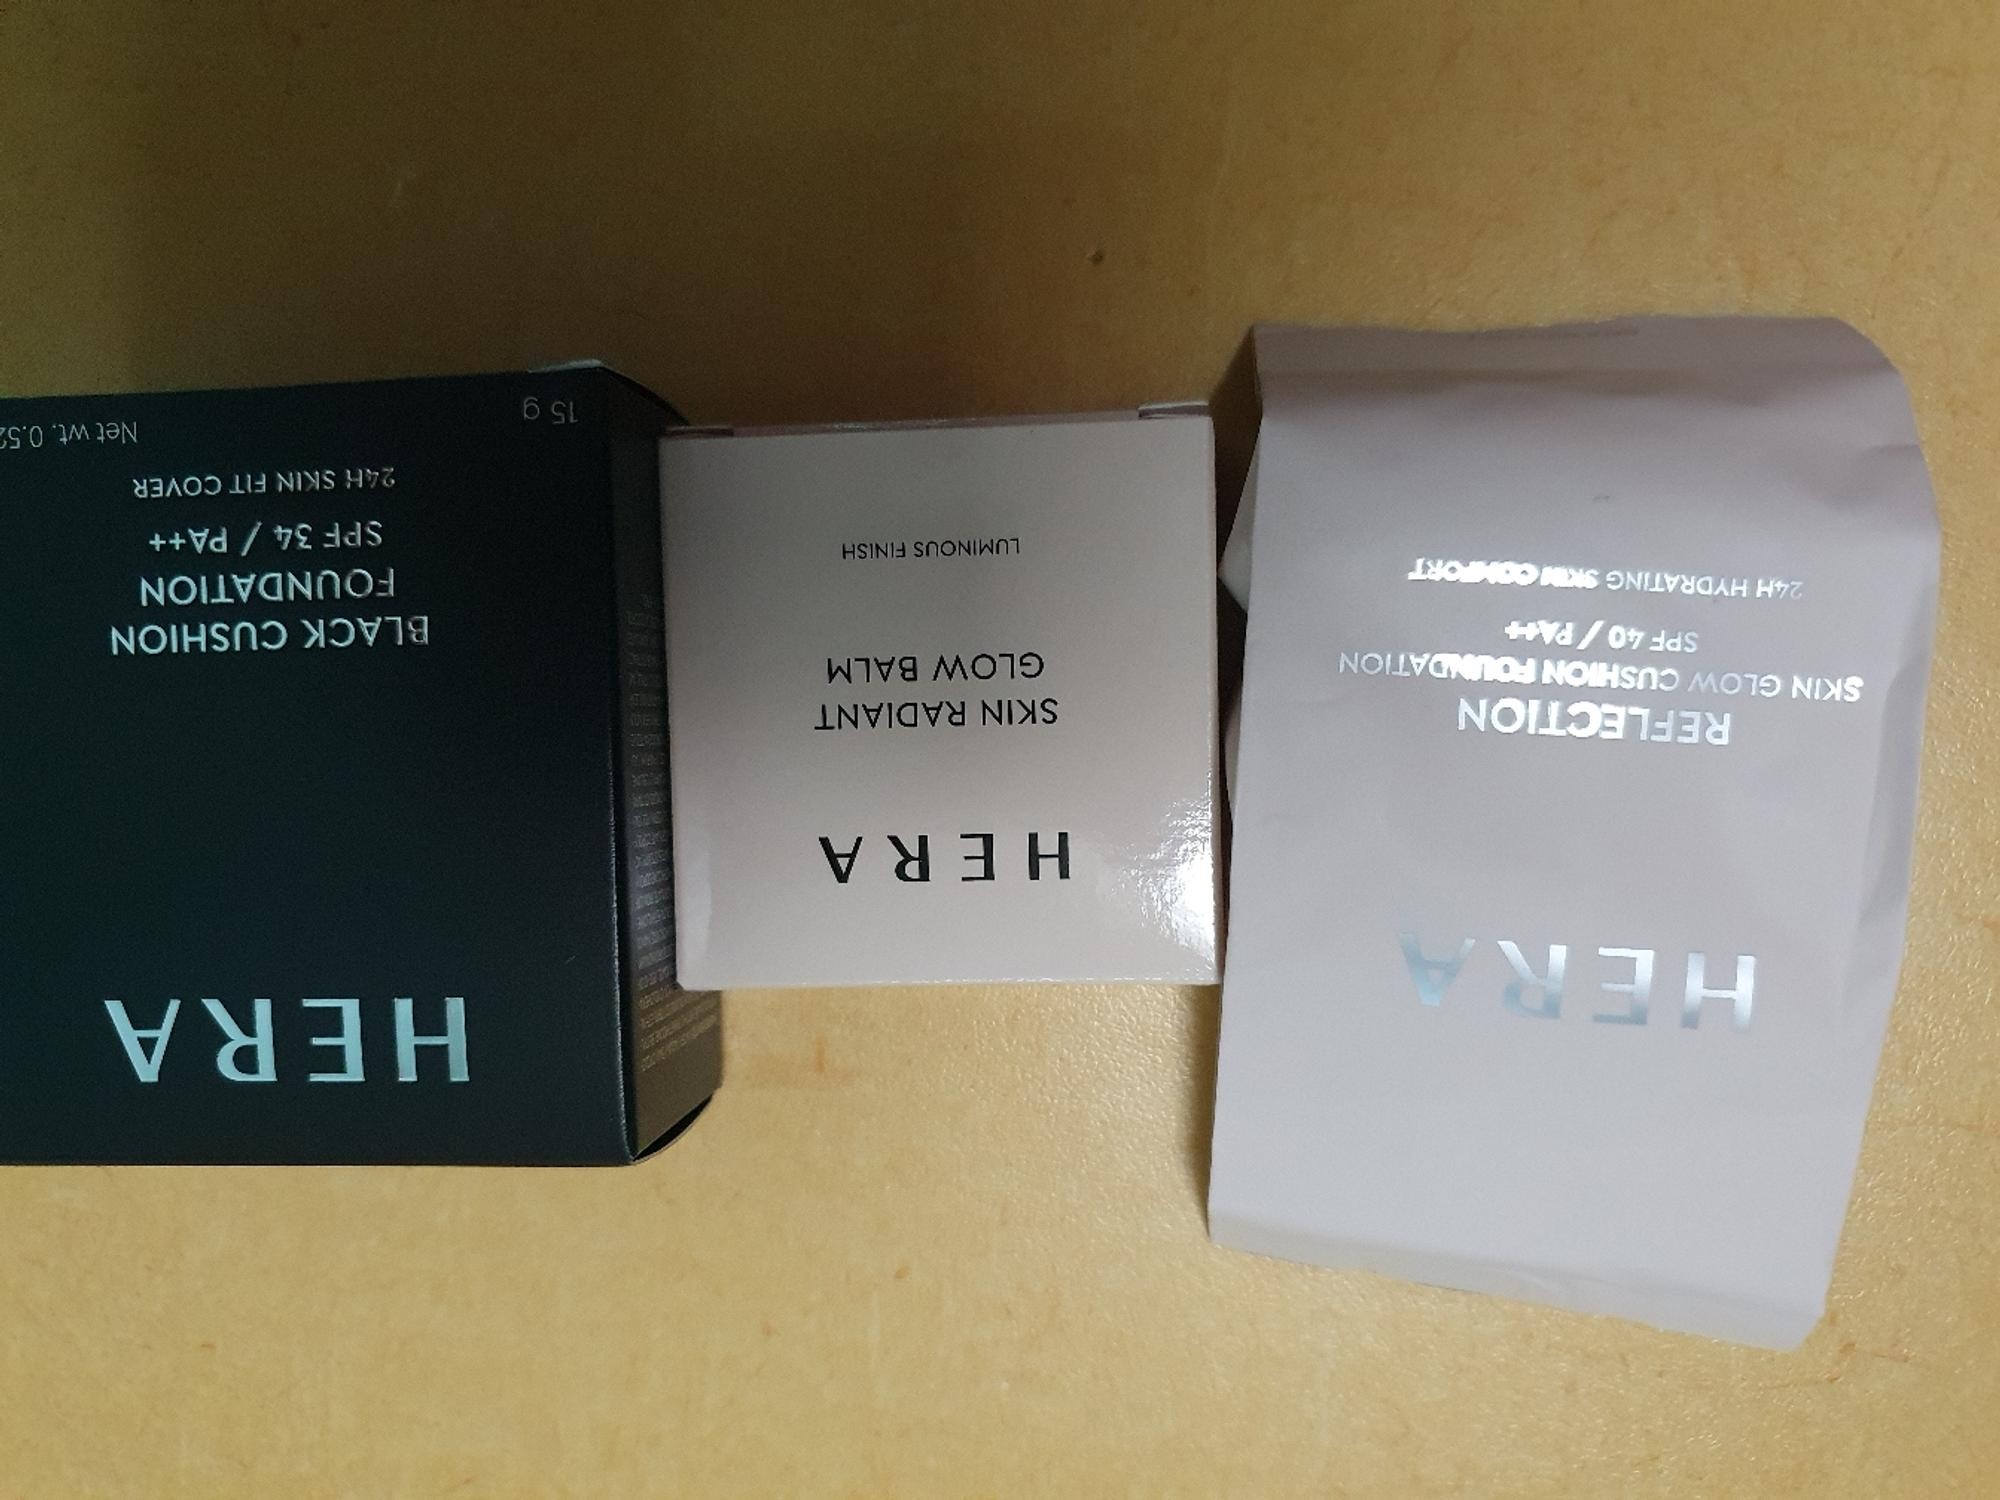 HERA
REFLECTION
SKIN GLOW CUSHION FOUNDATION
SPF 40 / PA++
24H HYDRATING SKIN COMFORT
HERA
SKIN RADIANT
GLOW BALM
LUMINOUS FINISH
HERA
BLACK CUSHION
FOUNDATION
SPF 34 / PA++
24H SKIN FIT COVER
15 g
Net wt. 0.52